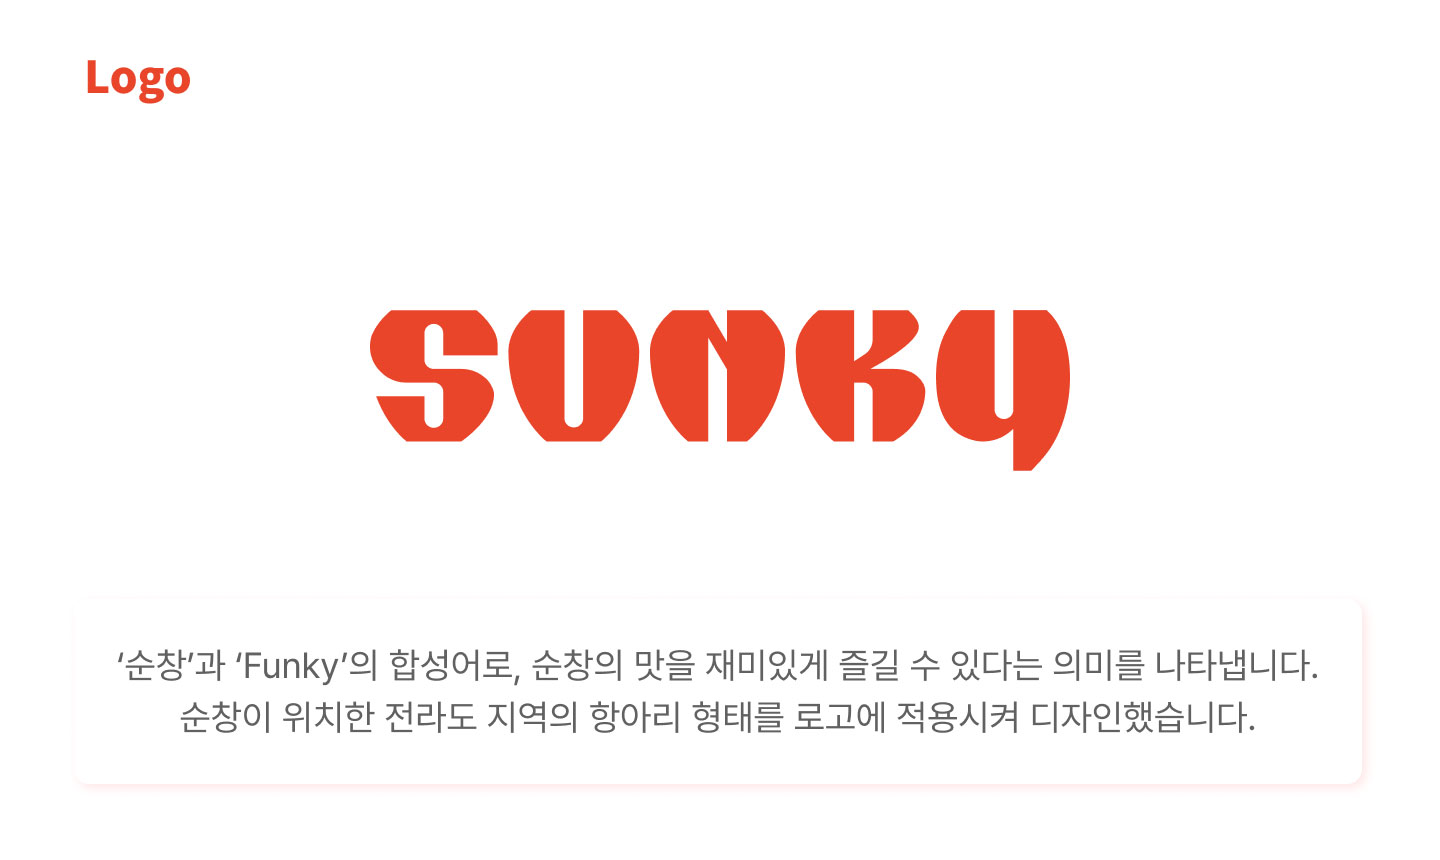 Logo
SUNKY
‘순창’과 ‘Funky’의 합성어로, 순창의 맛을 재미있게 즐길 수 있다는 의미를 나타냅니다.
순창이 위치한 전라도 지역의 항아리 형태를 로고에 적용시켜 디자인했습니다.